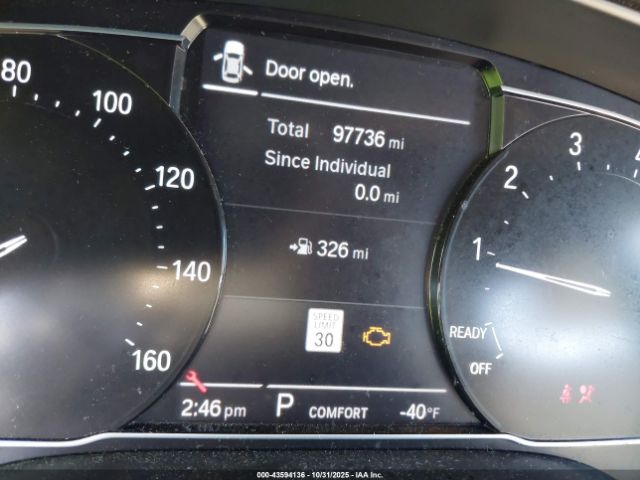 Door open.
Total 97736 mi
Since Individual
0.0 mi
326 mi
SPEED
LIMIT
30
2:46 pm P COMFORT -40°F
80
100
120
140
160
1
2
3
4
READY
OFF
000-43594136 | 10/31/2025 | IAA, Inc.